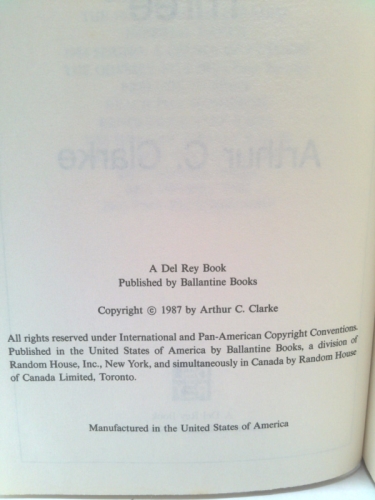 Three
Arthur C. Clarke
A Del Rey Book
Published by Ballantine Books
Copyright © 1987 by Arthur C. Clarke
All rights reserved under International and Pan-American Copyright Conventions.
Published in the United States of America by Ballantine Books, a division of
Random House, Inc., New York, and simultaneously in Canada by Random House
of Canada Limited, Toronto.
Manufactured in the United States of America